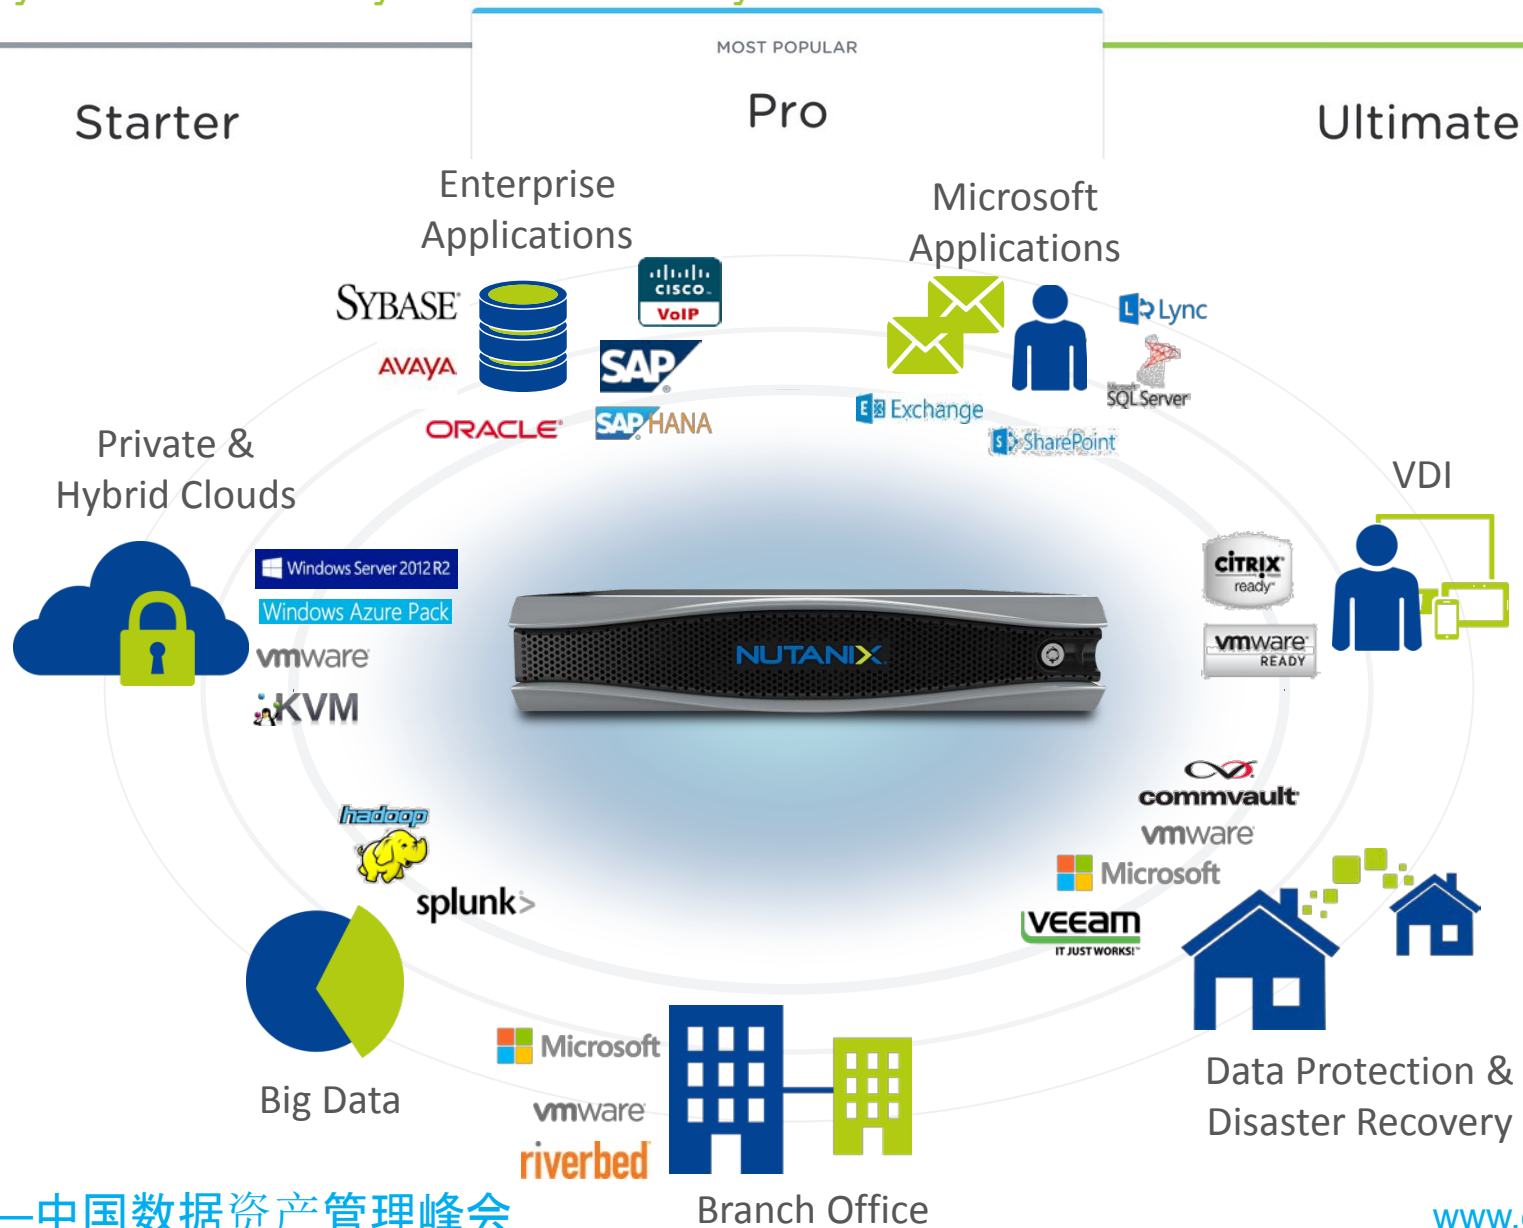 MOST POPULAR
Starter
Pro
Ultimate
Enterprise
Applications
Microsoft
Applications
SYBASE
CISCO
VoIP
AVAYA
SAP
ORACLE
SAP HANA
Lync
Microsoft
SQL Server
Exchange
SharePoint
Private &
Hybrid Clouds
Windows Server 2012 R2
Windows Azure Pack
vmware
KVM
VDI
CITRIX
ready
vmware
READY
NUTANIX
hadoop
splunk>
Big Data
commvault
vmware
Microsoft
veeam
IT JUST WORKS!
Data Protection &
Disaster Recovery
Microsoft
vmware
riverbed
Branch Office
中国数据资产管理峰会
www.